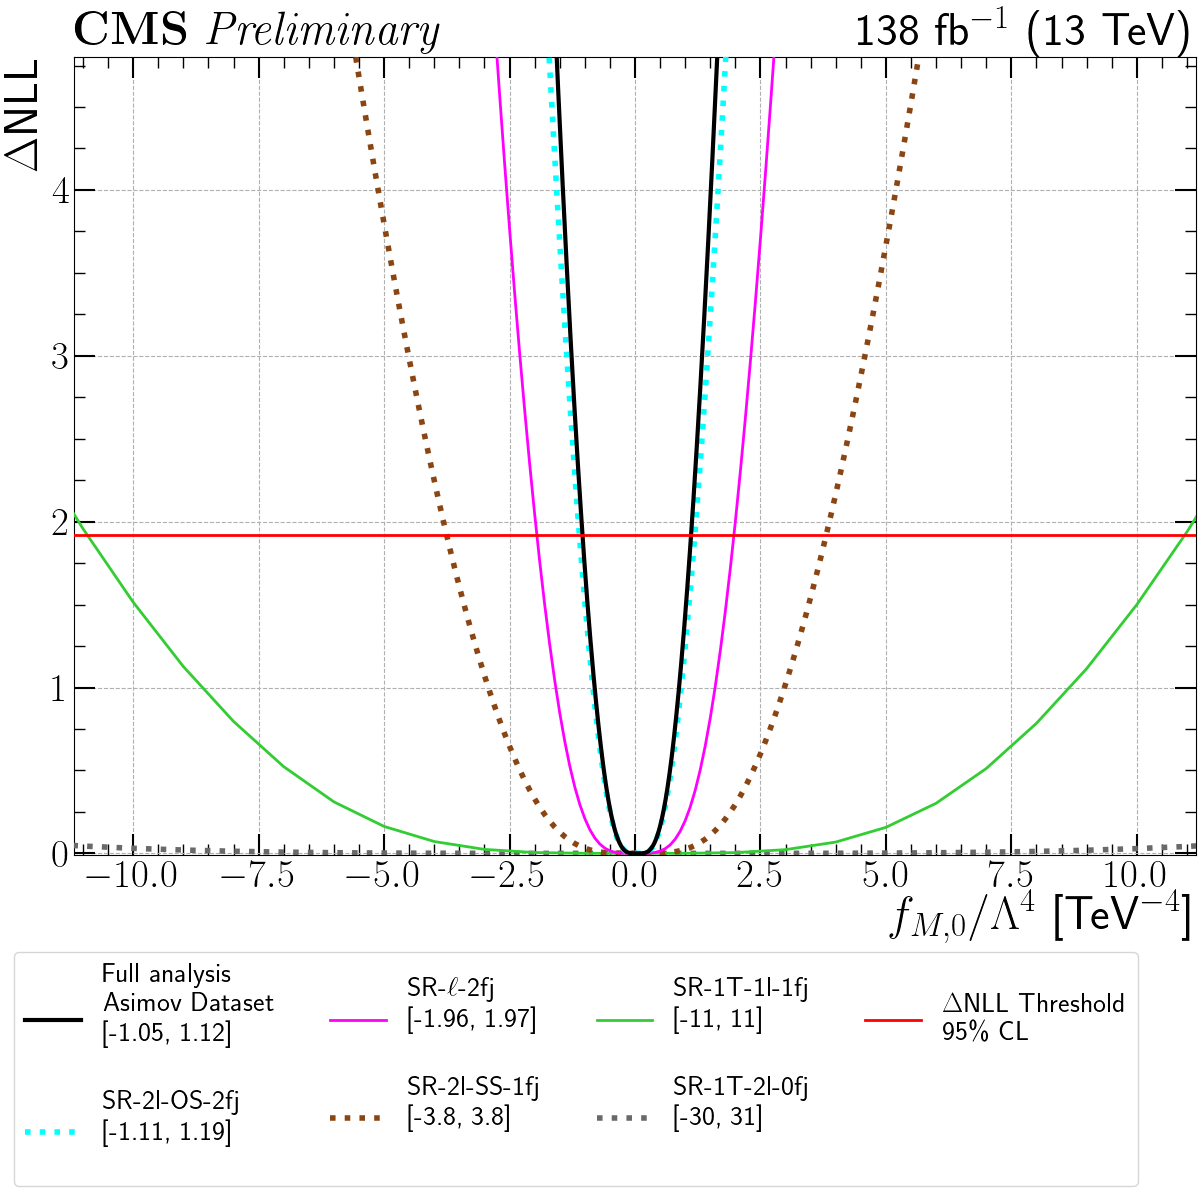 CMS Preliminary 138 fb⁻¹ (13 TeV)
ΔNLL
4
3
2
1
0
−10.0 −7.5 −5.0 −2.5 0.0 2.5 5.0 7.5 10.0
f_{M,0}/Λ⁴ [TeV⁻⁴]
Full analysis
Asimov Dataset
[-1.05, 1.12]
SR-2l-OS-2fj
[-1.11, 1.19]
SR-ℓ-2fj
[-1.96, 1.97]
SR-2l-SS-1fj
[-3.8, 3.8]
SR-1T-1l-1fj
[-11, 11]
SR-1T-2l-0fj
[-30, 31]
ΔNLL Threshold
95% CL